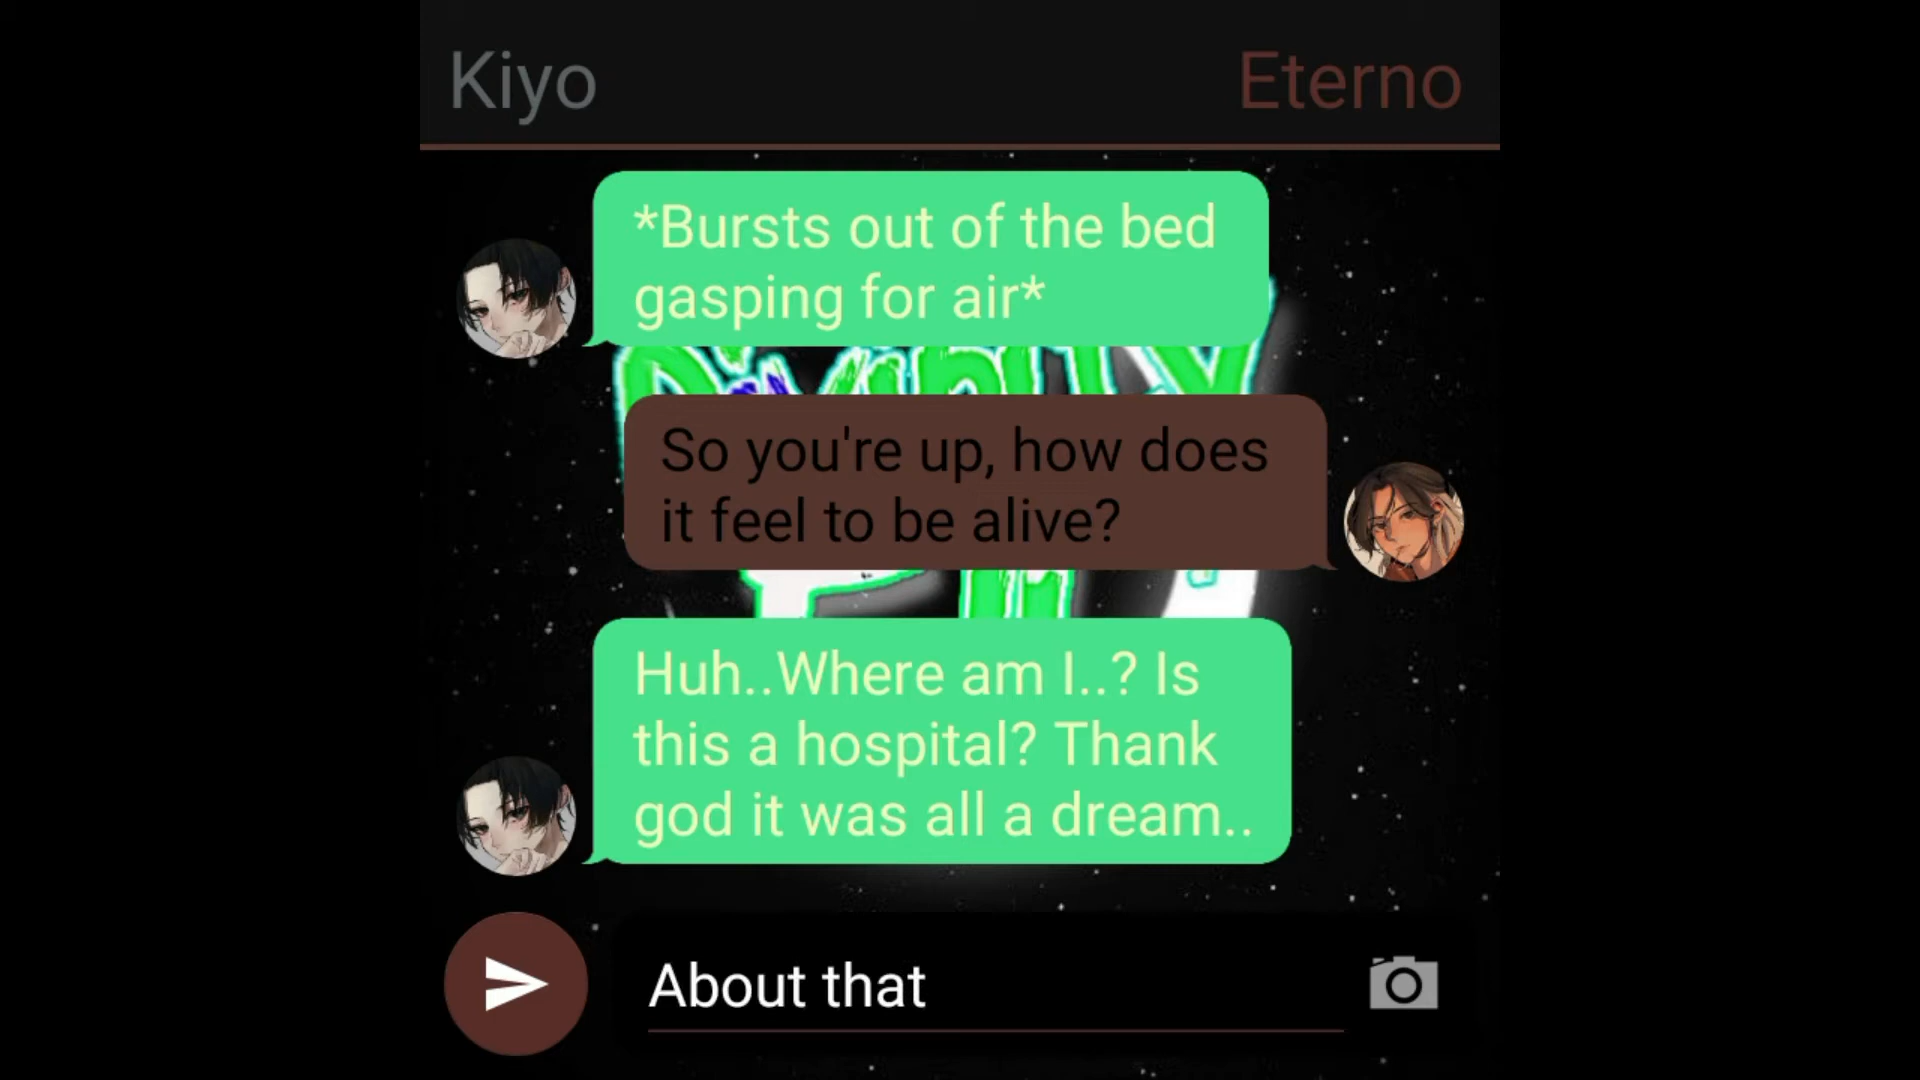 Kiyo
Eterno
*Bursts out of the bed
gasping for air*
So you're up, how does
it feel to be alive?
Huh..Where am I..? Is
this a hospital? Thank
god it was all a dream..
About that